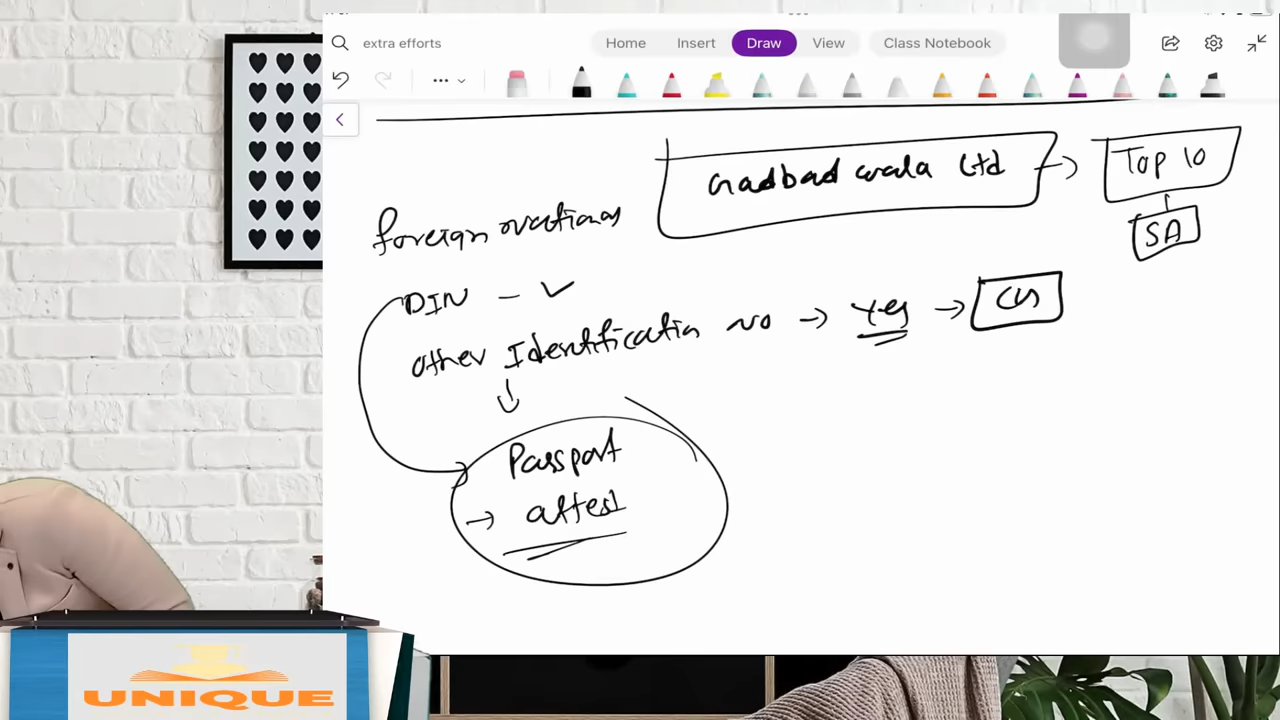 extra efforts
Home Insert Draw View Class Notebook
Gadbad wala Ltd → Top 10
SA
foreign nationals
DIN - ✓
other Identification no → Yes →
Passport
→ attest
UNIQUE